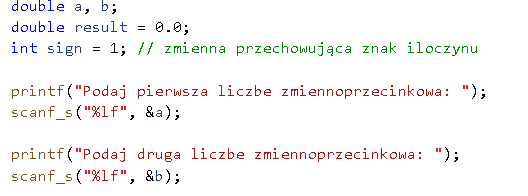 double a, b;
double result = 0.0;
int sign = 1; // zmienna przechowująca znak iloczynu
printf("Podaj pierwsza liczbe zmiennoprzecinkowa: ");
scanf_s("%lf", &a);
printf("Podaj druga liczbe zmiennoprzecinkowa: ");
scanf_s("%lf", &b);